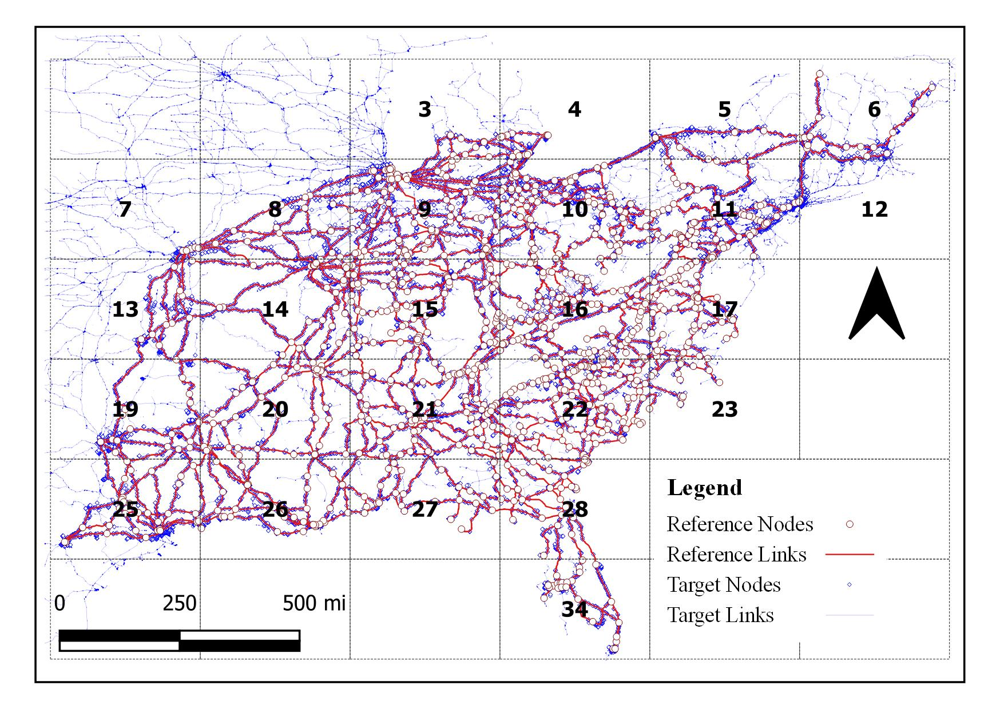 3 4 5 6
7 8 9 10 11 12
13 14 15 16 17
19 20 21 22 23
25 26 27 28
34
Legend
Reference Nodes
Reference Links
Target Nodes
Target Links
0 250 500 mi